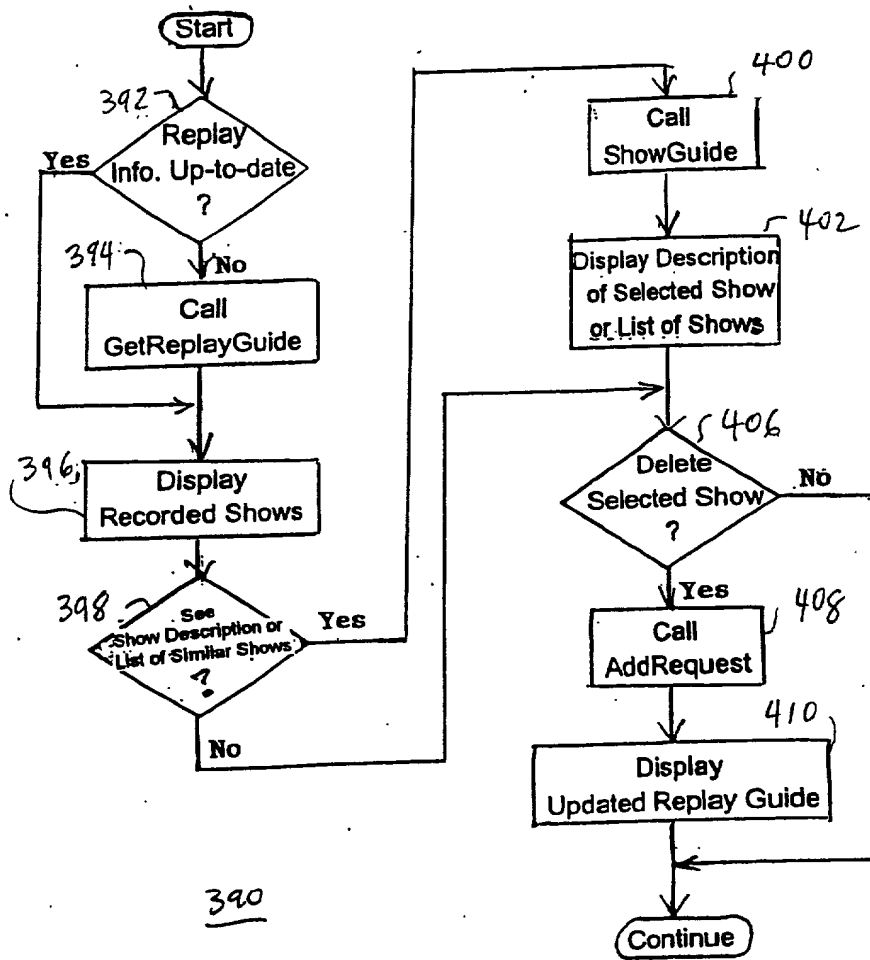 Start
392
Replay
Info. Up-to-date
?
Yes
No
394
Call
GetReplayGuide
396
Display
Recorded Shows
398
See
Show Description or
List of Similar Shows
?
Yes
No
400
Call
ShowGuide
402
Display Description
of Selected Show
or List of Shows
406
Delete
Selected Show
?
No
Yes
408
Call
AddRequest
410
Display
Updated Replay Guide
Continue
390